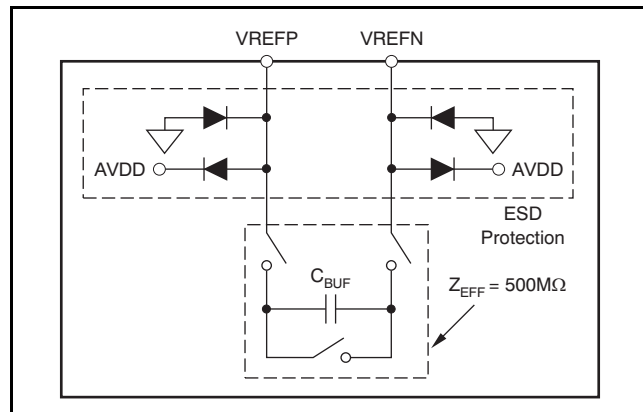 VREFP VREFN
AVDD AVDD
ESD
Protection
C_BUF
Z_EFF = 500MΩ